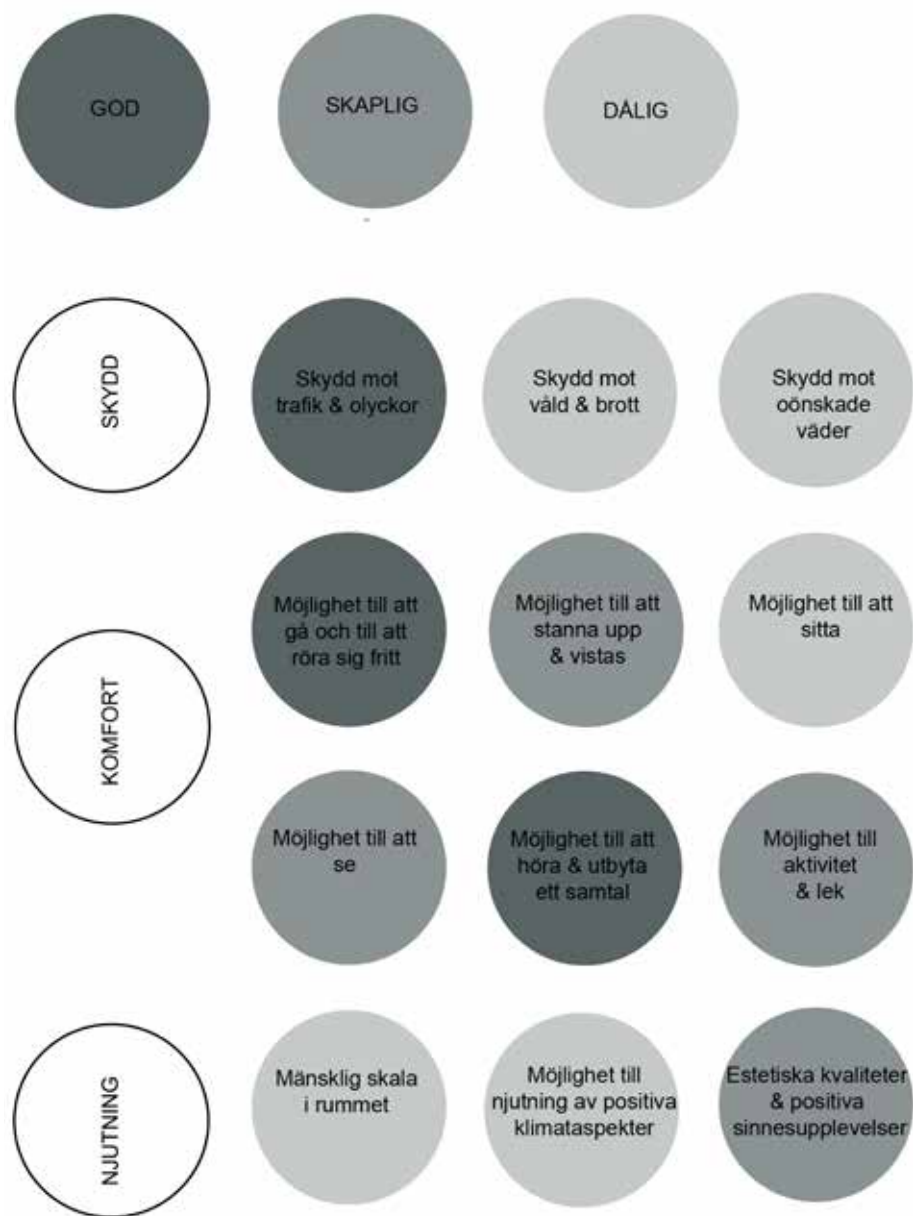 GOD
SKAPLIG
DÅLIG
SKYDD
Skydd mot
trafik & olyckor
Skydd mot
våld & brott
Skydd mot
oönskade
väder
KOMFORT
Möjlighet till att
gå och till att
röra sig fritt
Möjlighet till att
stanna upp
& vistas
Möjlighet till att
sitta
Möjlighet till att
se
Möjlighet till att
höra & utbyta
ett samtal
Möjlighet till
aktivitet
& lek
NJUTNING
Mänsklig skala
i rummet
Möjlighet till
njutning av positiva
klimataspekter
Estetiska kvaliteter
& positiva
sinnesupplevelser